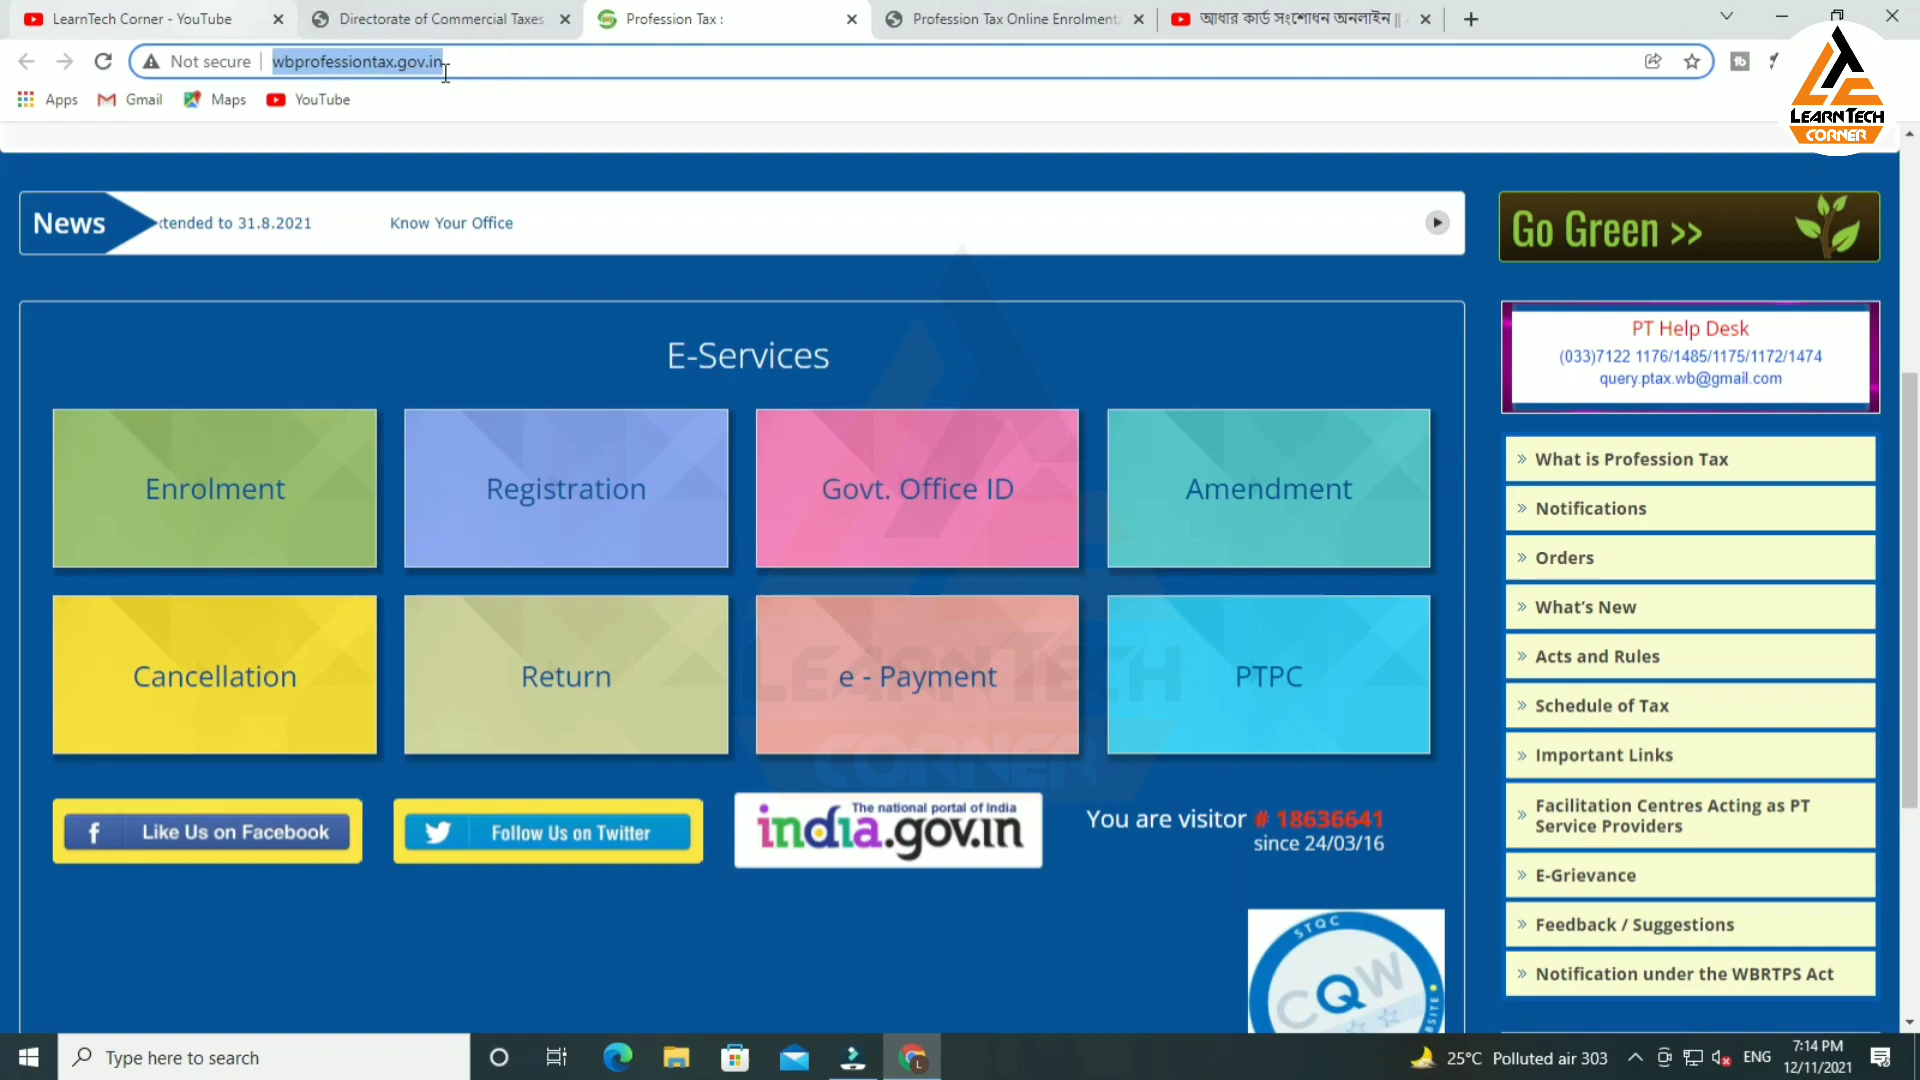 LearnTech Corner - YouTube
Directorate of Commercial Taxes
Profession Tax :
Profession Tax Online Enrolment/
আধার কার্ড সংশোধন অনলাইন ||
Not secure
wbprofessiontax.gov.in
Apps
Gmail
Maps
YouTube
LEARNTECH
CORNER
News
tended to 31.8.2021
Know Your Office
Go Green >>
E-Services
PT Help Desk
(033)7122 1176/1485/1175/1172/1474
query.ptax.wb@gmail.com
Enrolment
Registration
Govt. Office ID
Amendment
Cancellation
Return
e - Payment
PTPC
LEARNTECH
CORNER
What is Profession Tax
Notifications
Orders
What's New
Acts and Rules
Schedule of Tax
Important Links
Facilitation Centres Acting as PT
Service Providers
E-Grievance
Feedback / Suggestions
Notification under the WBRTPS Act
f Like Us on Facebook
Follow Us on Twitter
The national portal of India
india.gov.in
You are visitor # 18636641
since 24/03/16
STQC
CQW
Type here to search
25°C Polluted air 303
ENG
7:14 PM
12/11/2021